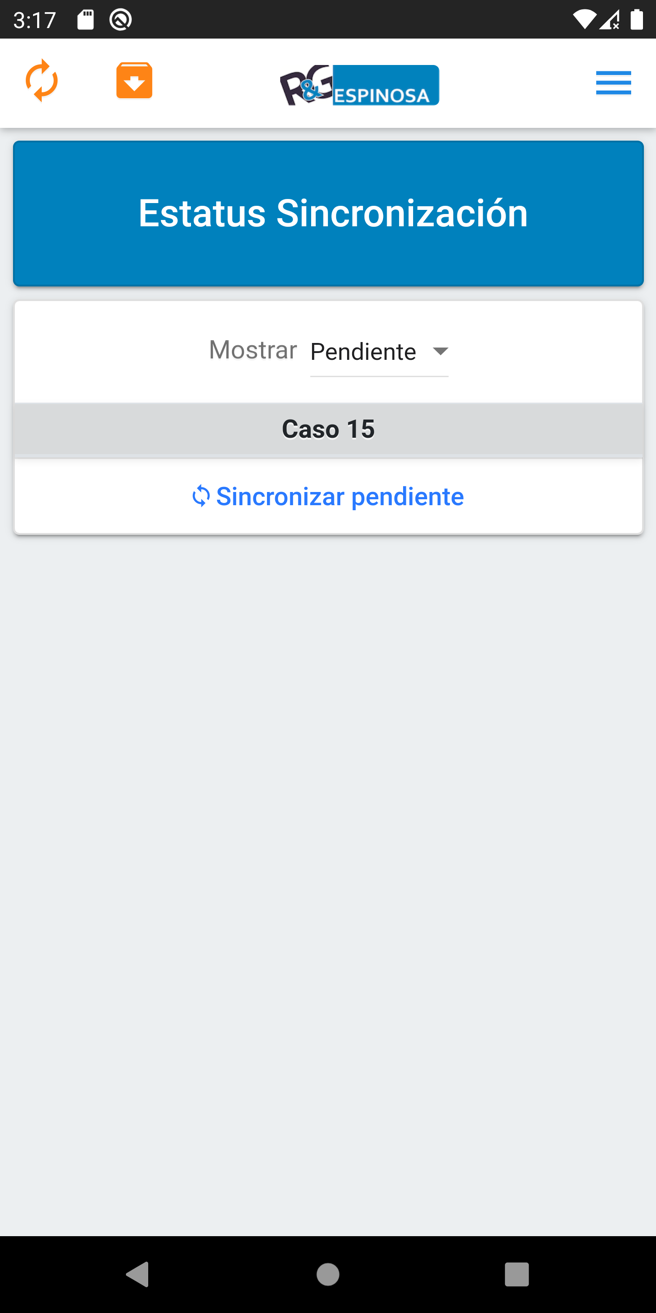 3:17
R&G ESPINOSA
Estatus Sincronización
Mostrar Pendiente
Caso 15
Sincronizar pendiente